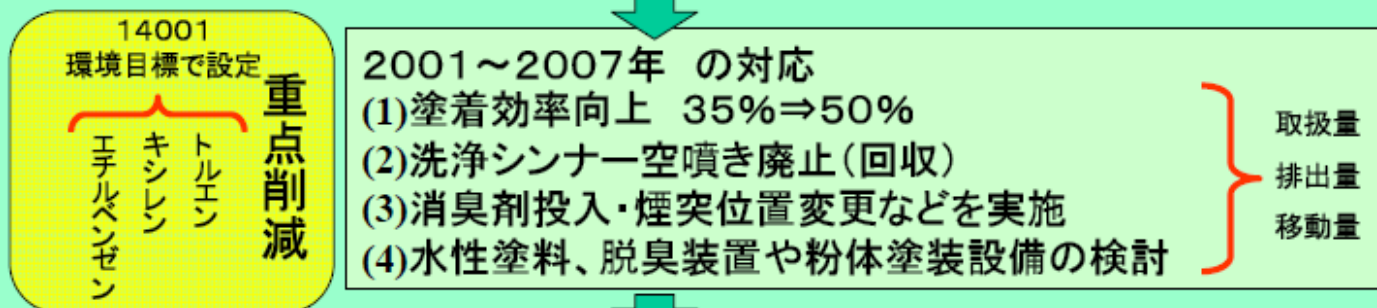 14001
環境目標で設定
重点削減
トルエン
キシレン
エチルベンゼン
2001～2007年 の対応
(1)塗着効率向上 35%⇒50%
(2)洗浄シンナー空噴き廃止(回収)
(3)消臭剤投入・煙突位置変更などを実施
(4)水性塗料、脱臭装置や粉体塗装設備の検討
取扱量
排出量
移動量